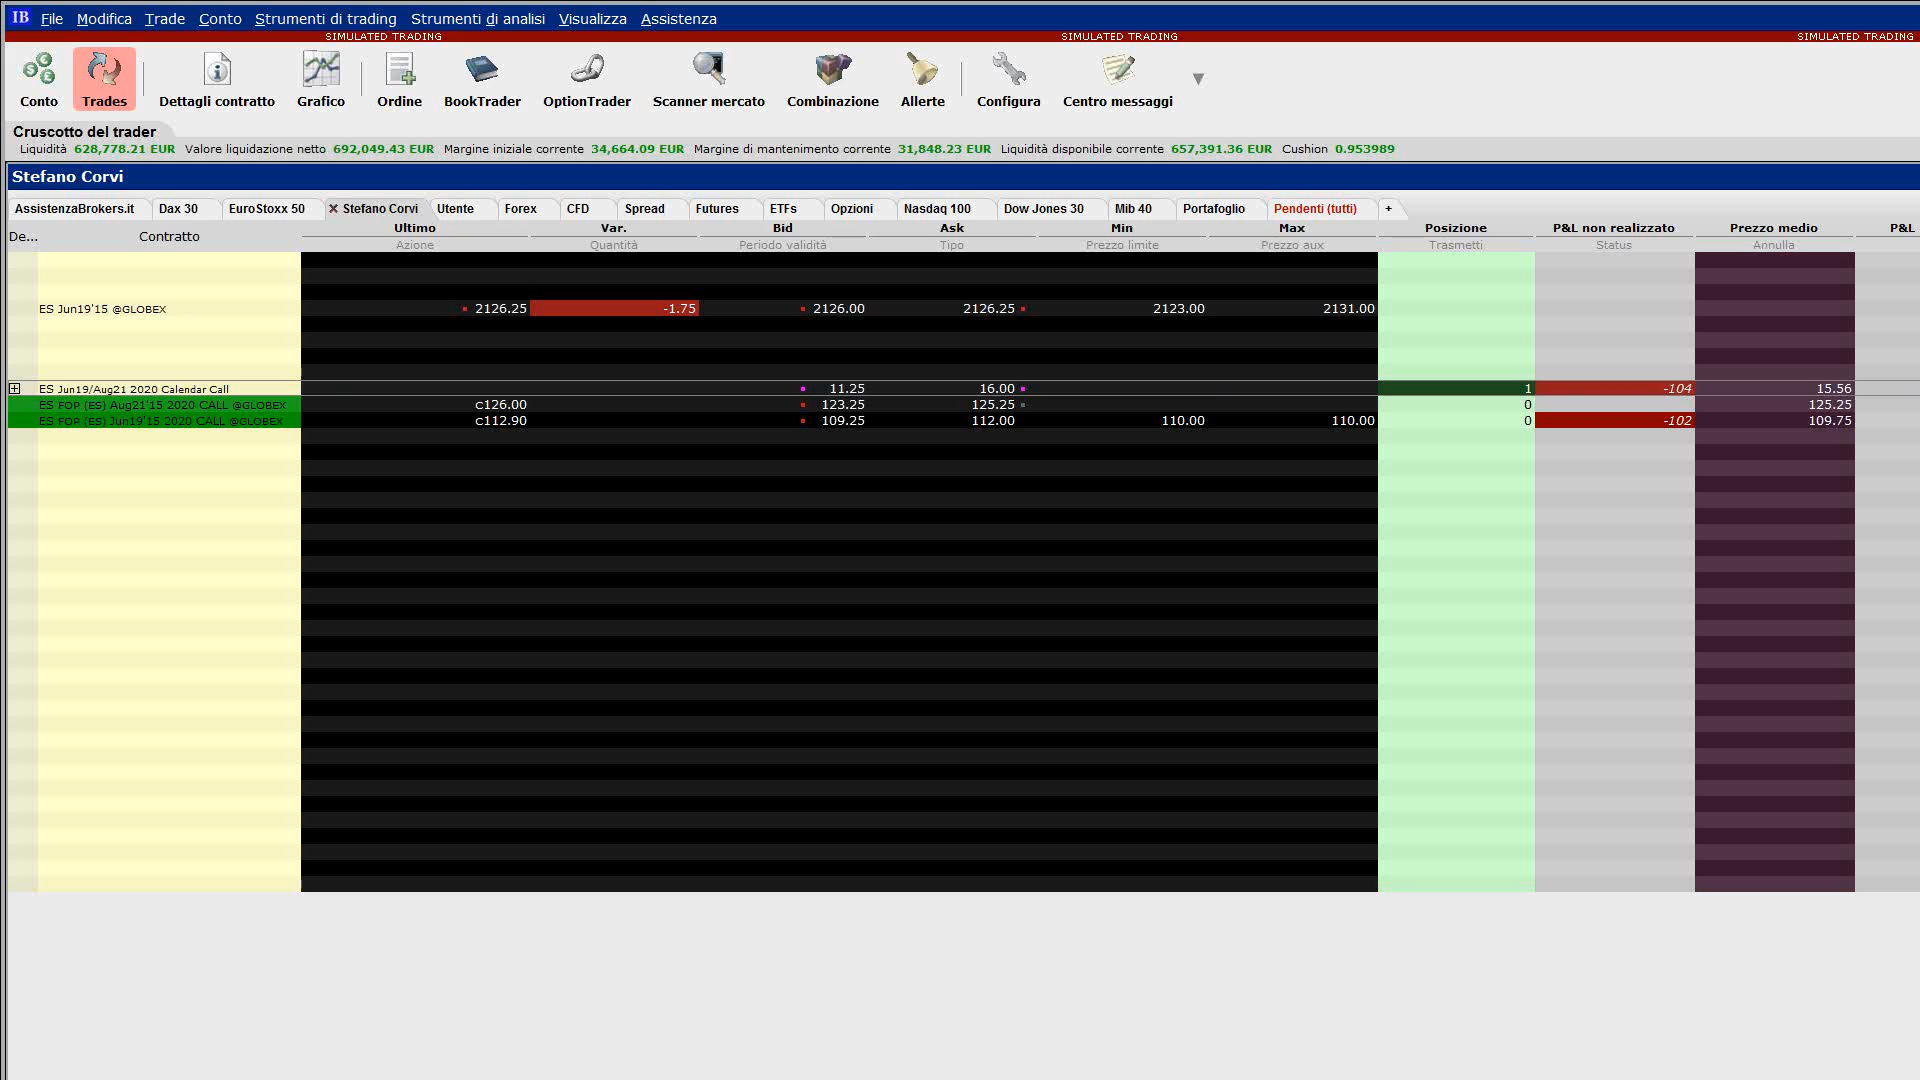 IB File Modifica Trade Conto Strumenti di trading Strumenti di analisi Visualizza Assistenza
SIMULATED TRADING SIMULATED TRADING SIMULATED TRADING
Conto Trades Dettagli contratto Grafico Ordine BookTrader OptionTrader Scanner mercato Combinazione Allerte Configura Centro messaggi
Cruscotto del trader
Liquidità 628,778.21 EUR Valore liquidazione netto 692,049.43 EUR Margine iniziale corrente 34,664.09 EUR Margine di mantenimento corrente 31,848.23 EUR Liquidità disponibile corrente 657,391.36 EUR Cushion 0.953989
Stefano Corvi
AssistenzaBrokers.it Dax 30 EuroStoxx 50 Stefano Corvi Utente Forex CFD Spread Futures ETFs Opzioni Nasdaq 100 Dow Jones 30 Mib 40 Portafoglio Pendenti (tutti) +
De... Contratto Ultimo Var. Bid Ask Min Max Posizione P&L non realizzato Prezzo medio P&L
Azione Quantità Periodo validità Tipo Prezzo limite Prezzo aux Trasmetti Status Annulla
ES Jun19'15 @GLOBEX 2126.25 -1.75 2126.00 2126.25 2123.00 2131.00
ES Jun19/Aug21 2020 Calendar Call 11.25 16.00 1 -104 15.56
ES FOP (ES) Aug21'15 2020 CALL @GLOBEX c126.00 123.25 125.25 0 125.25
ES FOP (ES) Jun19'15 2020 CALL @GLOBEX c112.90 109.25 112.00 110.00 110.00 0 -102 109.75